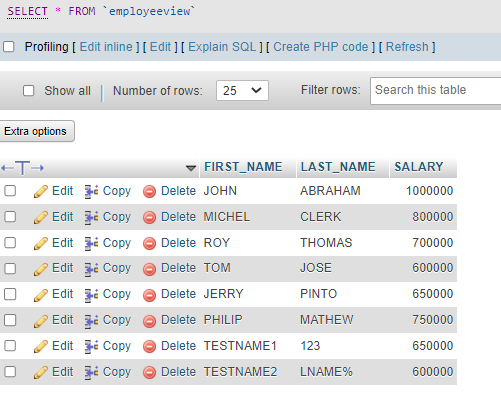 SELECT * FROM `employeeview`
Profiling [ Edit inline ] [ Edit ] [ Explain SQL ] [ Create PHP code ] [ Refresh ]
Show all | Number of rows: 25 Filter rows: Search this table
Extra options
FIRST_NAME LAST_NAME SALARY
Edit Copy Delete JOHN ABRAHAM 1000000
Edit Copy Delete MICHEL CLERK 800000
Edit Copy Delete ROY THOMAS 700000
Edit Copy Delete TOM JOSE 600000
Edit Copy Delete JERRY PINTO 650000
Edit Copy Delete PHILIP MATHEW 750000
Edit Copy Delete TESTNAME1 123 650000
Edit Copy Delete TESTNAME2 LNAME% 600000